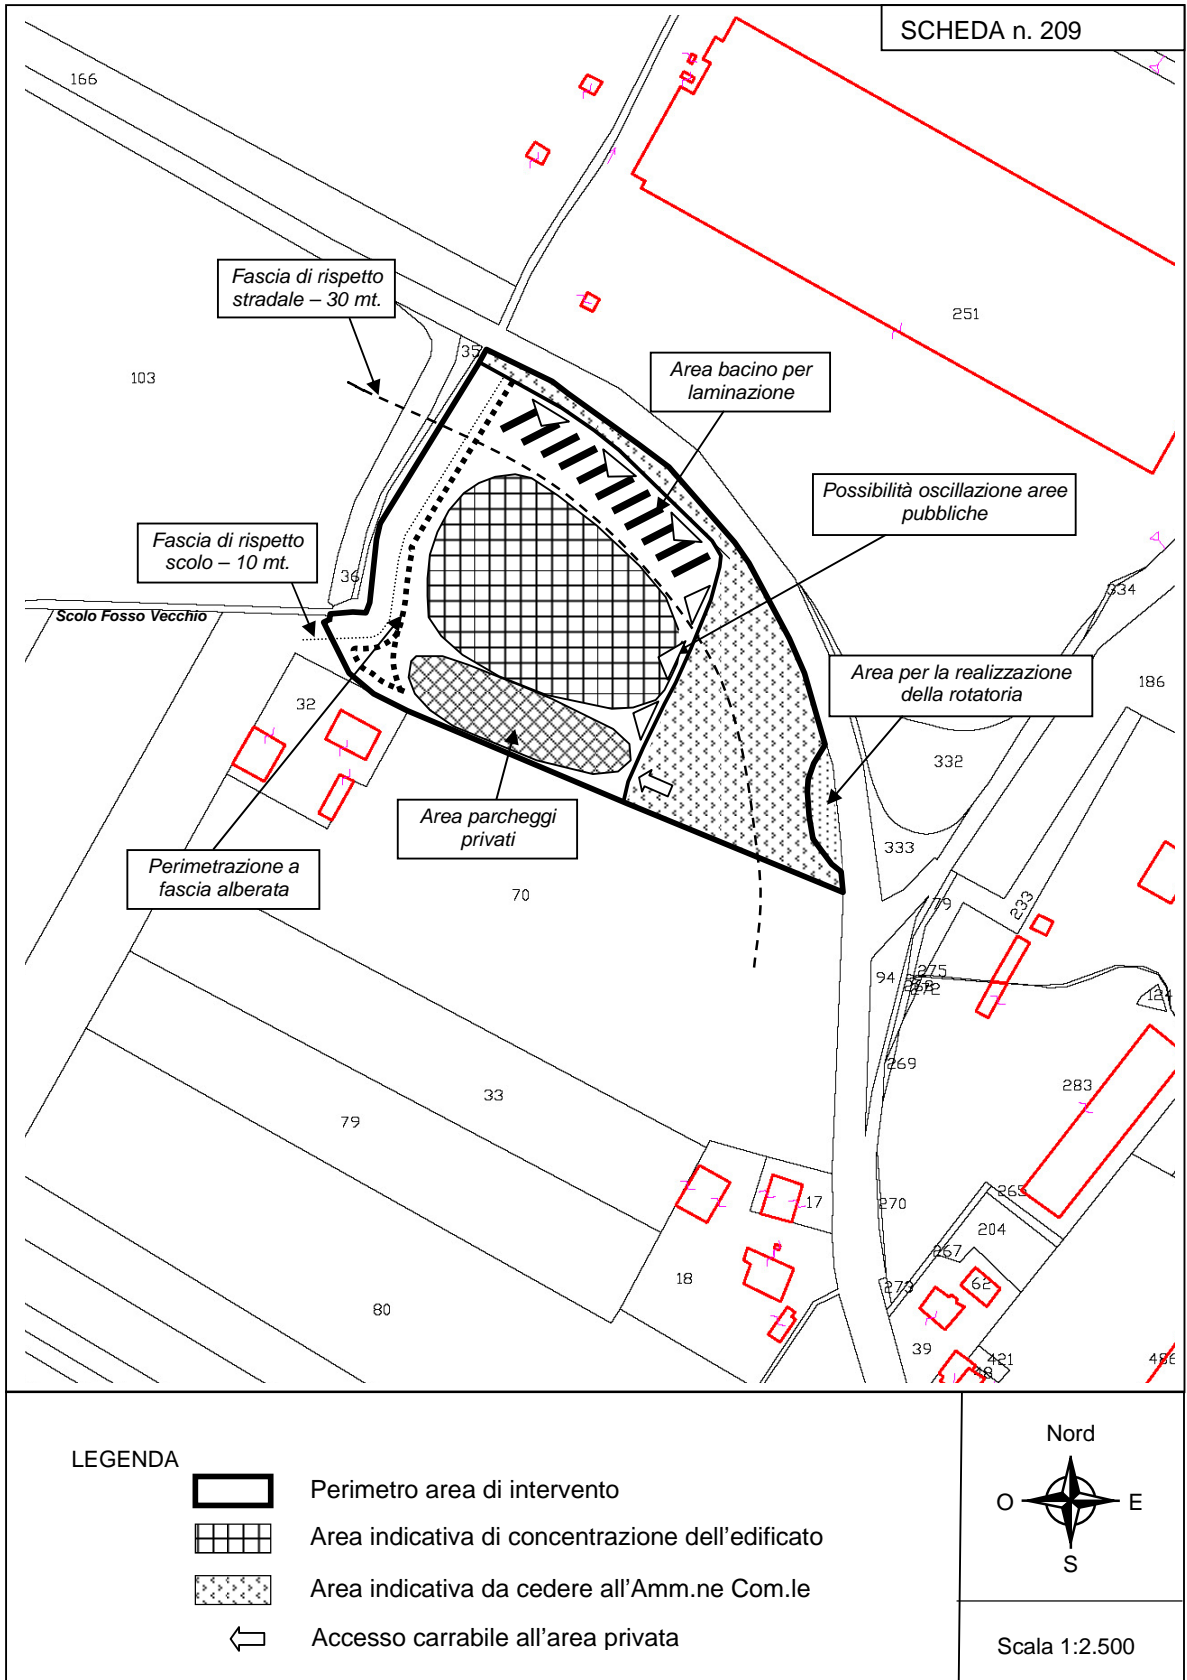 SCHEDA n. 209
166
Fascia di rispetto
stradale – 30 mt.
251
35
103
Area bacino per
laminazione
Possibilità oscillazione aree
pubbliche
Fascia di rispetto
scolo – 10 mt.
36
334
Scolo Fosso Vecchio
Area per la realizzazione
della rotatoria
186
32
332
Area parcheggi
privati
333
Perimetrazione a
fascia alberata
70
79
233
94
275
272
124
269
283
33
79
265
17
270
204
267
18
273
62
80
39
421
48
486
LEGENDA
Perimetro area di intervento
Area indicativa di concentrazione dell'edificato
Area indicativa da cedere all'Amm.ne Com.le
Accesso carrabile all'area privata
Nord
O
E
S
Scala 1:2.500